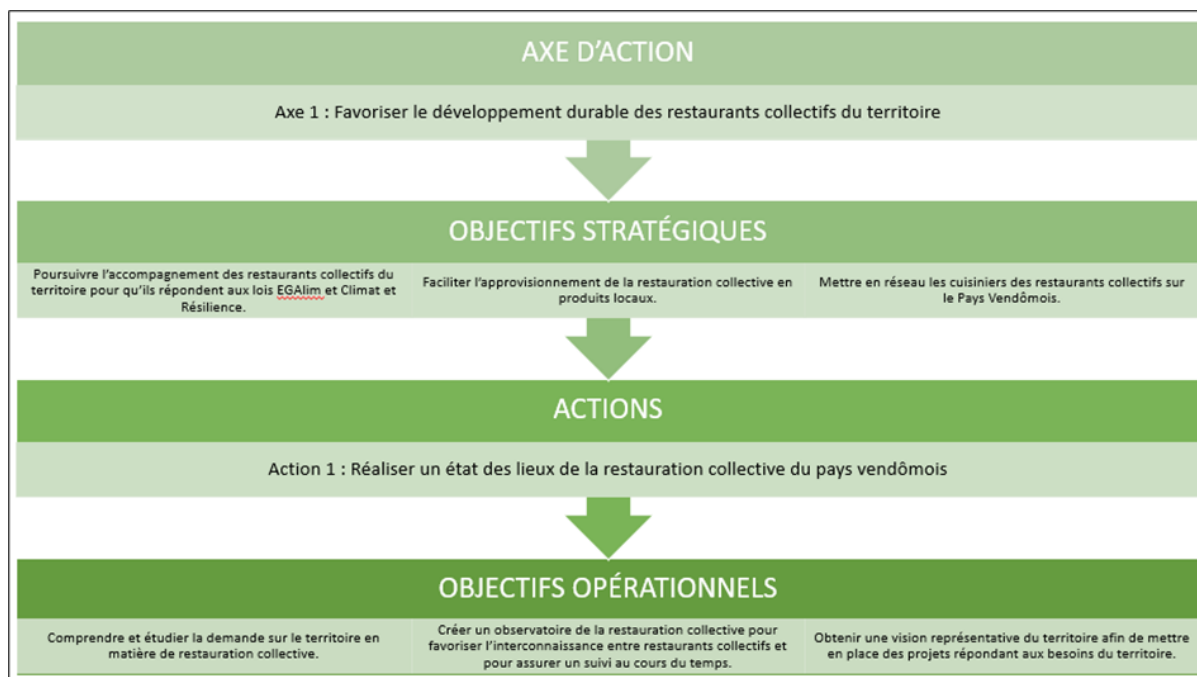 AXE D'ACTION
Axe 1 : Favoriser le développement durable des restaurants collectifs du territoire
OBJECTIFS STRATÉGIQUES
Poursuivre l'accompagnement des restaurants collectifs du
territoire pour qu'ils répondent aux lois EGAlim et Climat et
Résilience.
Faciliter l'approvisionnement de la restauration collective en
produits locaux.
Mettre en réseau les cuisiniers des restaurants collectifs sur
le Pays Vendômois.
ACTIONS
Action 1 : Réaliser un état des lieux de la restauration collective du pays vendômois
OBJECTIFS OPÉRATIONNELS
Comprendre et étudier la demande sur le territoire en
matière de restauration collective.
Créer un observatoire de la restauration collective pour
favoriser l'interconnaissance entre restaurants collectifs et
pour assurer un suivi au cours du temps.
Obtenir une vision représentative du territoire afin de mettre
en place des projets répondant aux besoins du territoire.